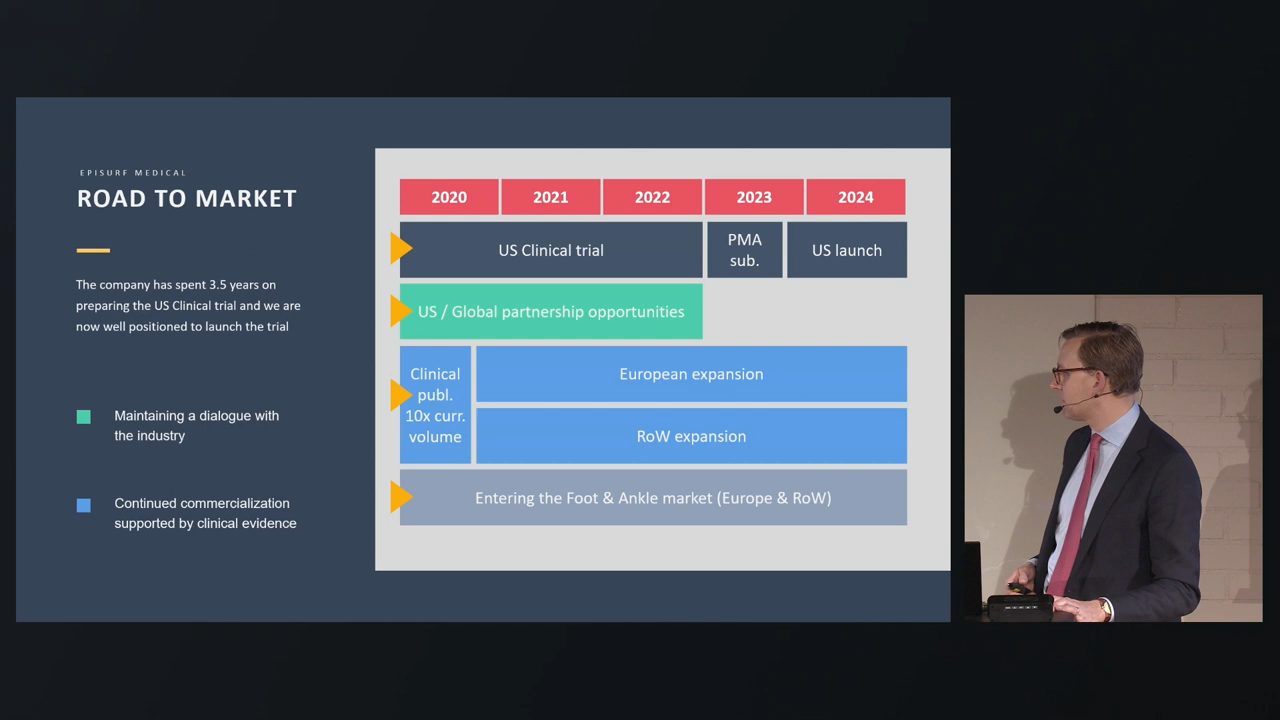 EPISURF MEDICAL
ROAD TO MARKET
The company has spent 3.5 years on
preparing the US Clinical trial and we are
now well positioned to launch the trial
Maintaining a dialogue with
the industry
Continued commercialization
supported by clinical evidence
2020 2021 2022 2023 2024
US Clinical trial
PMA
sub.
US launch
US / Global partnership opportunities
Clinical
publ.
10x curr.
volume
European expansion
RoW expansion
Entering the Foot & Ankle market (Europe & RoW)